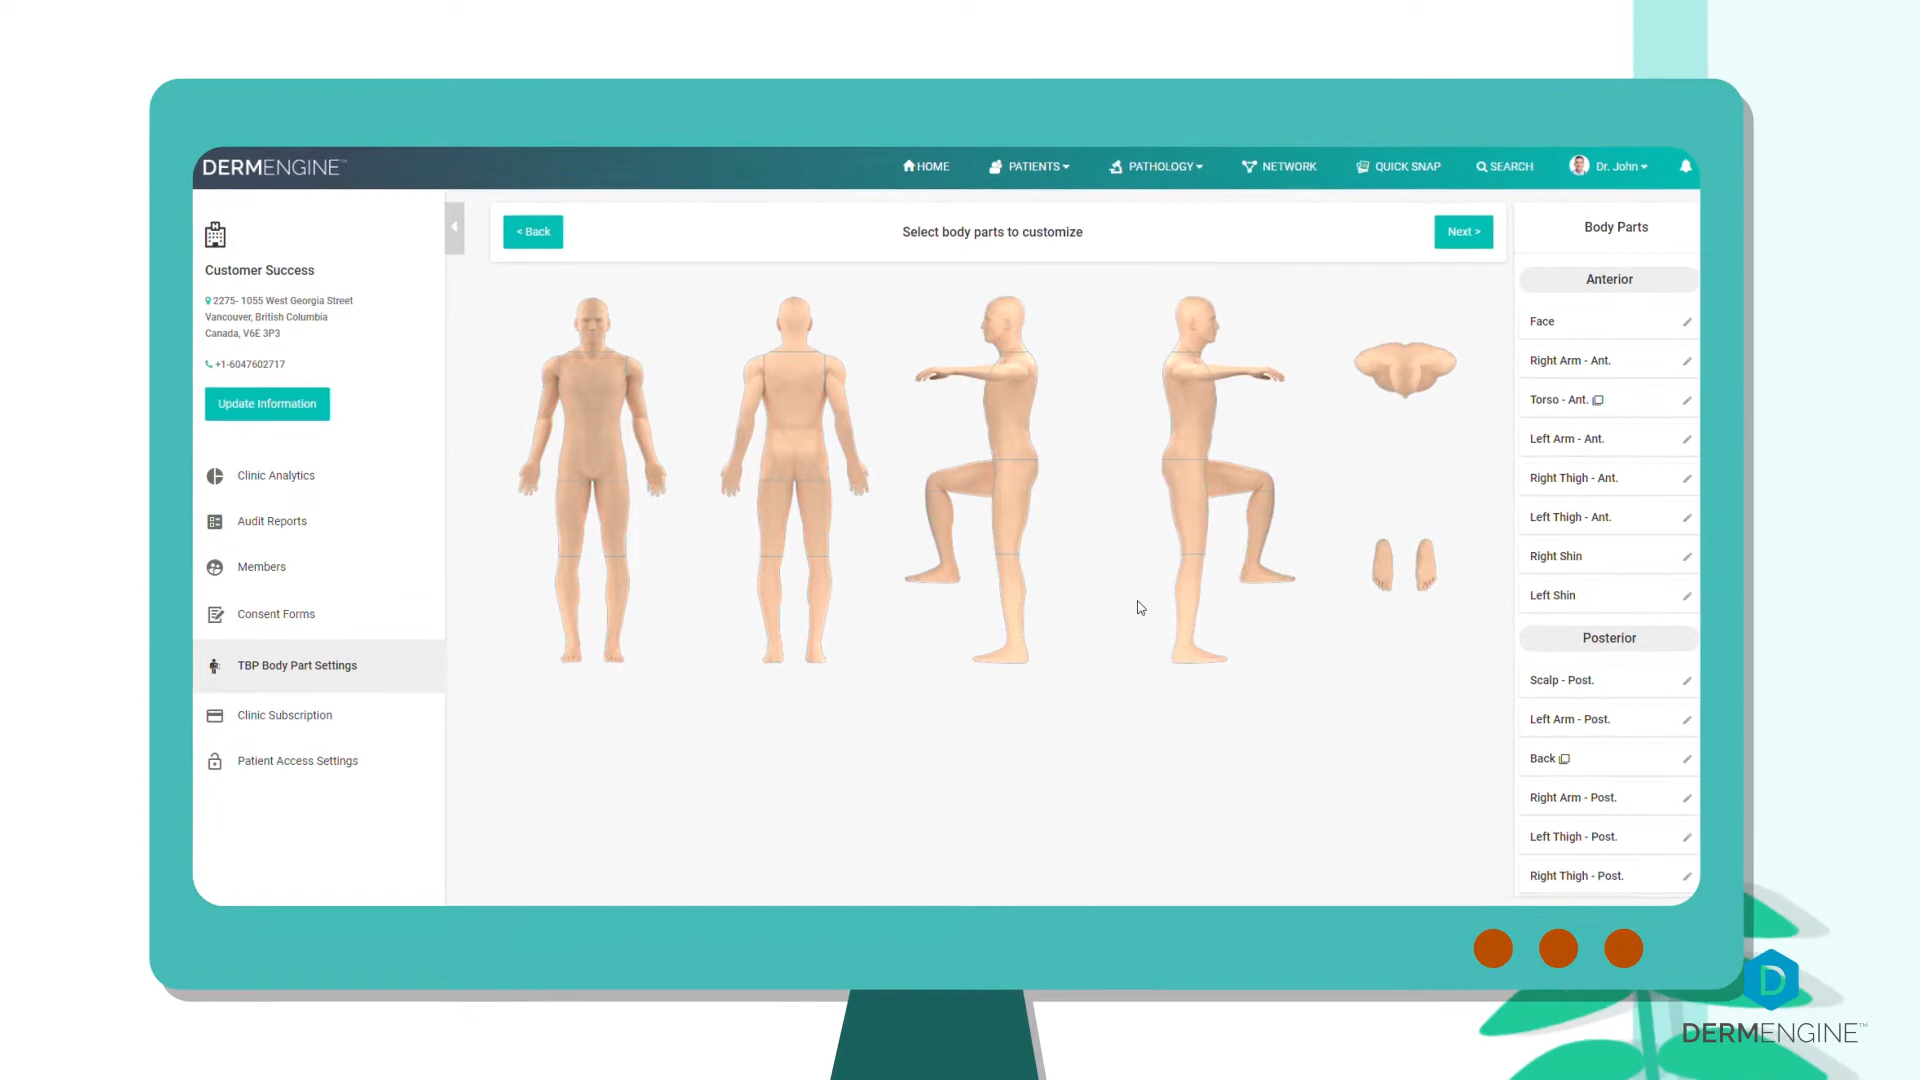 DERMENGINE™
HOME
PATIENTS
PATHOLOGY
NETWORK
QUICK SNAP
SEARCH
Dr. John
Customer Success
2275- 1055 West Georgia Street
Vancouver, British Columbia
Canada, V6E 3P3
+1-6047602717
Update Information
Clinic Analytics
Audit Reports
Members
Consent Forms
TBP Body Part Settings
Clinic Subscription
Patient Access Settings
< Back
Select body parts to customize
Next >
Body Parts
Anterior
Face
Right Arm - Ant.
Torso - Ant.
Left Arm - Ant.
Right Thigh - Ant.
Left Thigh - Ant.
Right Shin
Left Shin
Posterior
Scalp - Post.
Left Arm - Post.
Back
Right Arm - Post.
Left Thigh - Post.
Right Thigh - Post.
D
DERMENGINE™